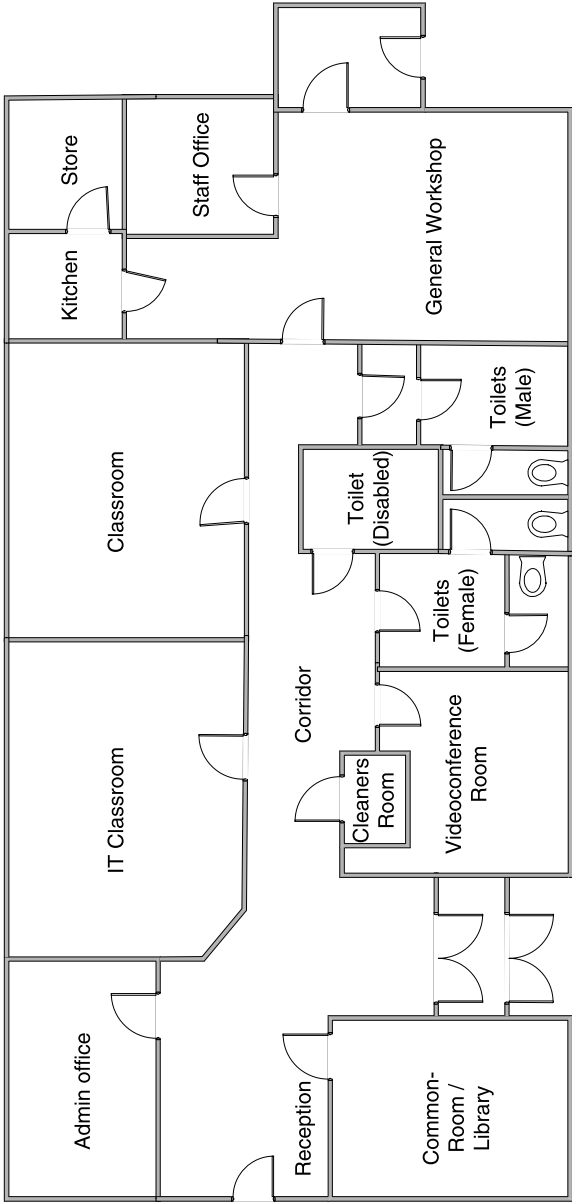 Store
Staff Office
Kitchen
General Workshop
Classroom
Toilets
(Male)
Toilet
(Disabled)
Toilets
(Female)
Corridor
IT Classroom
Cleaners
Room
Videoconference
Room
Admin office
Reception
Common-
Room /
Library